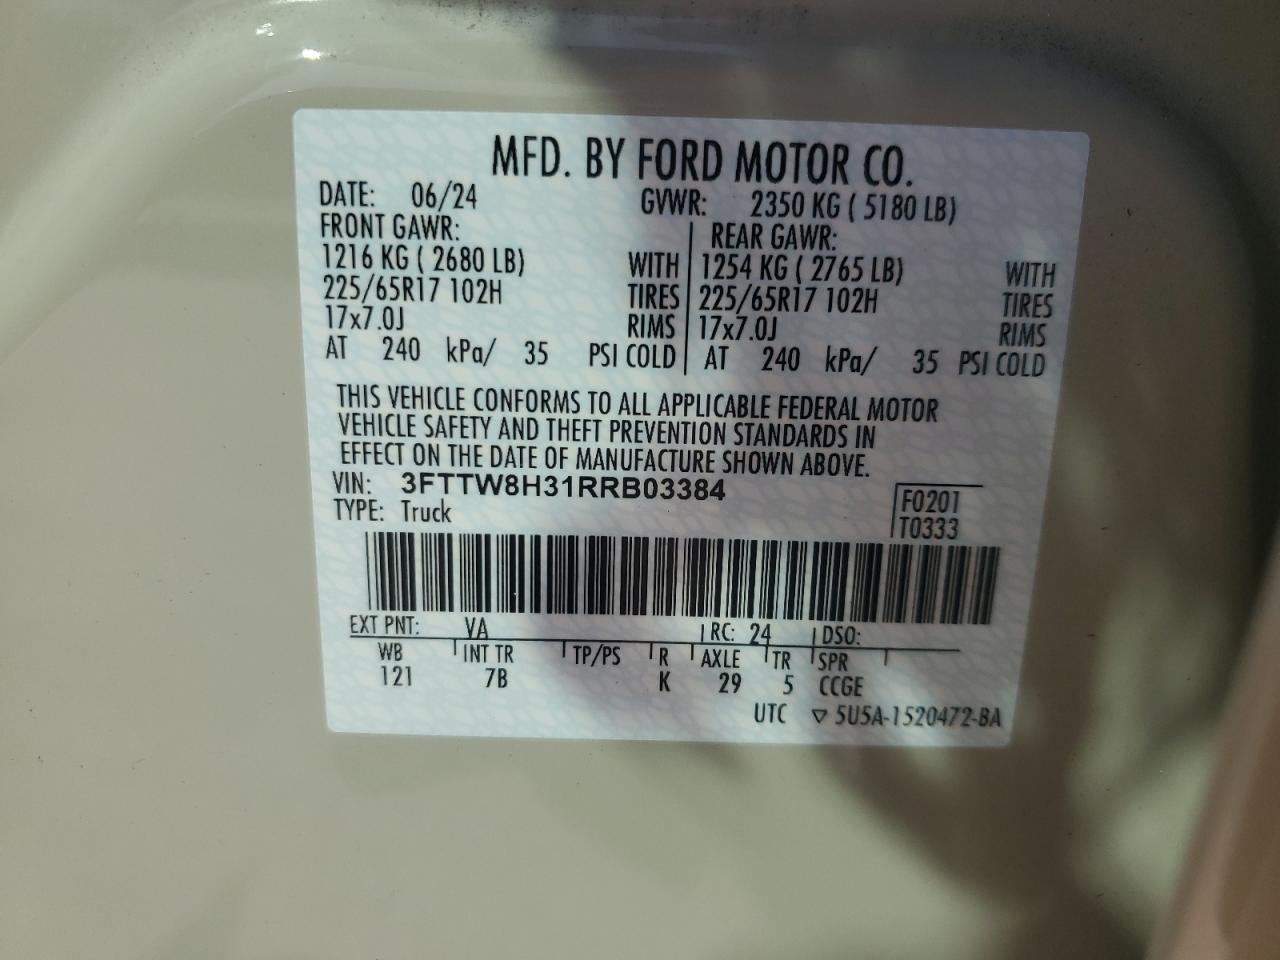 MFD. BY FORD MOTOR CO.
DATE: 06/24 GVWR: 2350 KG ( 5180 LB)
FRONT GAWR: REAR GAWR:
1216 KG ( 2680 LB) WITH 1254 KG ( 2765 LB) WITH
225/65R17 102H TIRES 225/65R17 102H TIRES
17x7.0J RIMS 17x7.0J RIMS
AT 240 kPa/ 35 PSI COLD AT 240 kPa/ 35 PSI COLD
THIS VEHICLE CONFORMS TO ALL APPLICABLE FEDERAL MOTOR
VEHICLE SAFETY AND THEFT PREVENTION STANDARDS IN
EFFECT ON THE DATE OF MANUFACTURE SHOWN ABOVE.
VIN: 3FTTW8H31RRB03384 F0201
TYPE: Truck T0333
EXT PNT: VA RC: 24 DSO:
WB INT TR TP/PS R AXLE TR SPR
121 7B K 29 5 CCGE
UTC ▽ 5U5A-1520472-BA